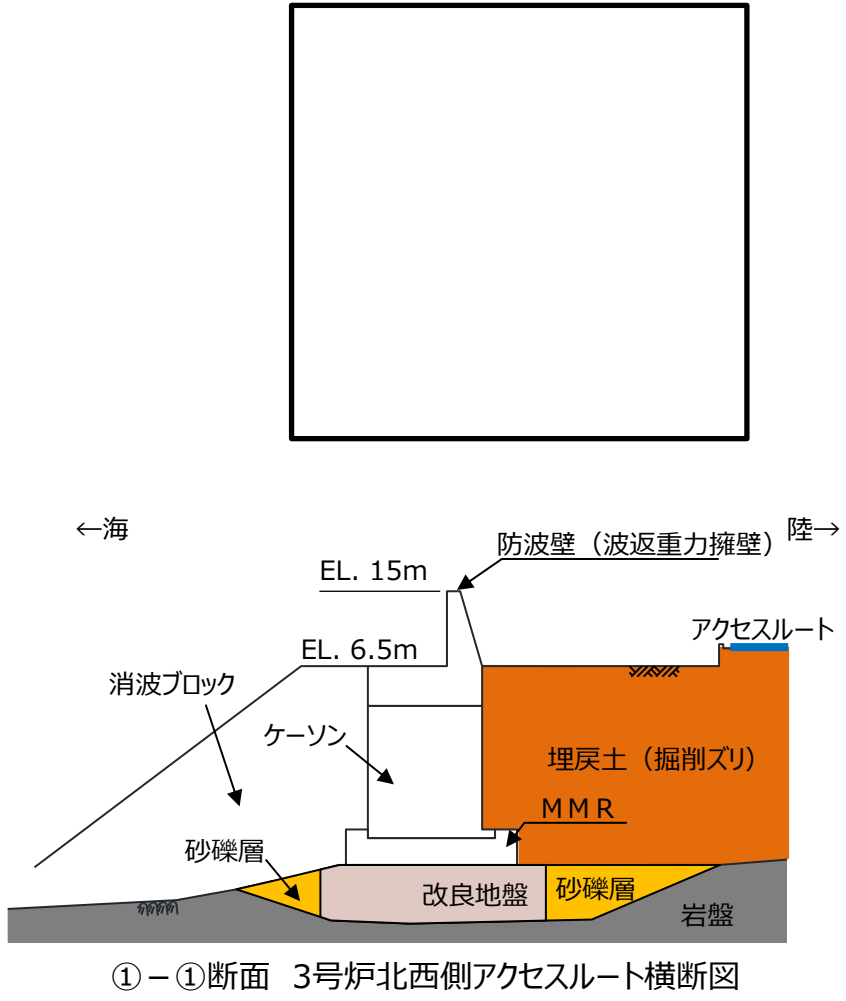 ←海
陸→
防波壁（波返重力擁壁）
EL. 15m
アクセスルート
EL. 6.5m
消波ブロック
ケーソン
埋戻土（掘削ズリ）
ＭＭＲ
砂礫層
改良地盤
砂礫層
岩盤
①－①断面 3号炉北西側アクセスルート横断図